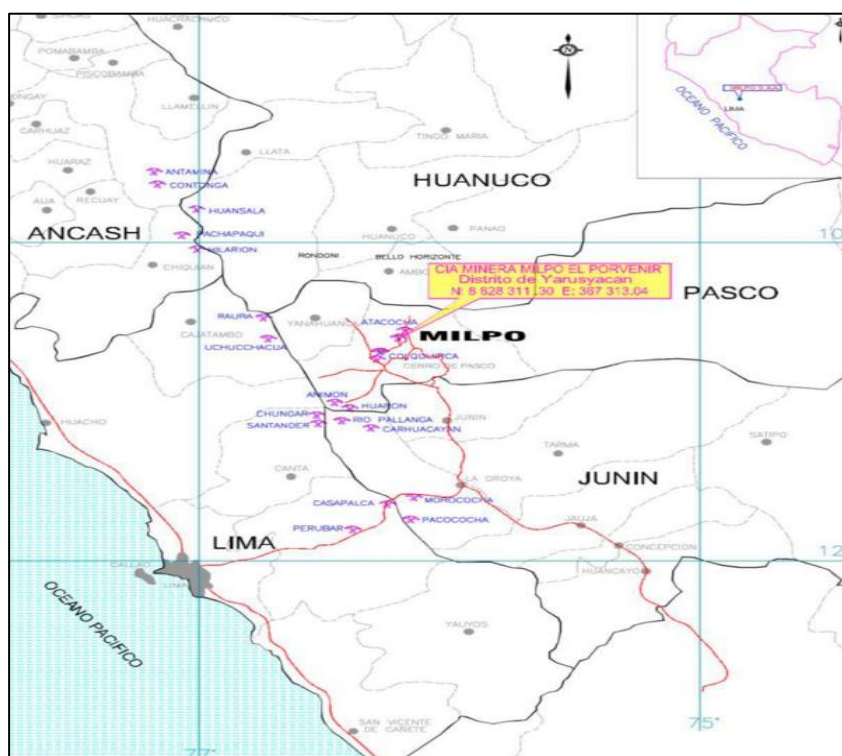 HUACRACHUCO
POMABAMBA
PISCOBAMBA
LLAMELLIN
CARHUAZ
TINGO MARIA
LLATA
HUARAZ
ANTAMINA
CONTONGA
RECUAY
HUANUCO
AIJA
HUANSALA
ANCASH
PACHAPAQUI
HUANUCO
PANAO
HILARION
RONDONI
BELLO HORIZONTE
10
CHIQUIAN
AMBO
CIA MINERA MILPO EL PORVENIR
Distrito de Yarusyacan
PASCO
RAURA
YANAHUANCA
ATACOCHA
CAJATAMBO
UCHUCCHACUA
MILPO
COLQUIJIRCA
CERRO DE PASCO
ANIMON
HUARON
HUACHO
CHUNGAR
RIO PALLANGA
JUNIN
SANTANDER
CARHUACAYAN
SATIPO
TARMA
CANTA
LA OROYA
JUNIN
CASAPALCA
MOROCOCHA
PERUBAR
PACOCOCHA
JAUJA
LIMA
CONCEPCION
12
CALLAO
HUANCAYO
LIMA
OCEANO PACIFICO
YAUYOS
SAN VICENTE
DE CAÑETE
77°
75°
LIMA
OCEANO PACIFICO
N